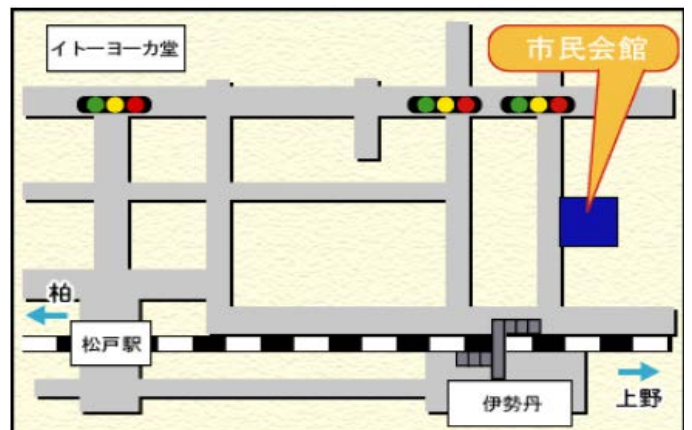 イトーヨーカ堂
市民会館
柏
松戸駅
伊勢丹
上野